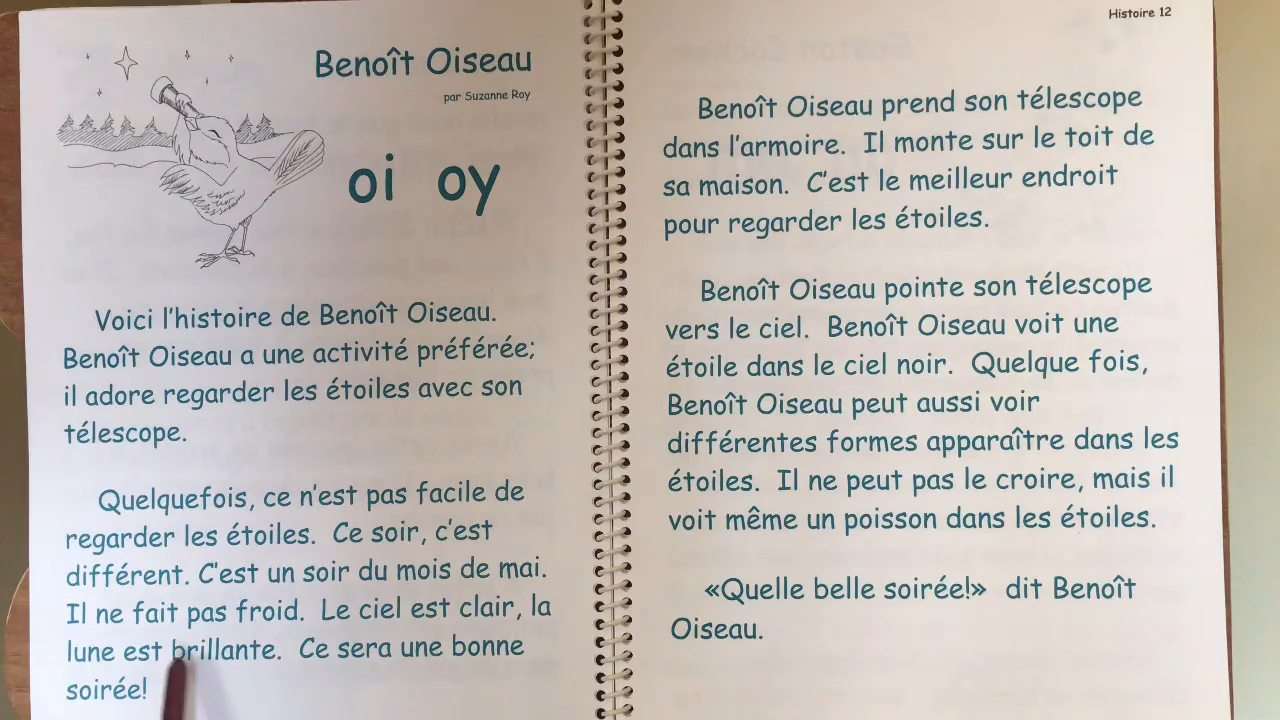 Benoît Oiseau
par Suzanne Roy
oi oy
Voici l'histoire de Benoît Oiseau.
Benoît Oiseau a une activité préférée;
il adore regarder les étoiles avec son
télescope.
Quelquefois, ce n'est pas facile de
regarder les étoiles. Ce soir, c'est
différent. C'est un soir du mois de mai.
Il ne fait pas froid. Le ciel est clair, la
lune est brillante. Ce sera une bonne
soirée!
Histoire 12
Benoît Oiseau prend son télescope
dans l'armoire. Il monte sur le toit de
sa maison. C'est le meilleur endroit
pour regarder les étoiles.
Benoît Oiseau pointe son télescope
vers le ciel. Benoît Oiseau voit une
étoile dans le ciel noir. Quelque fois,
Benoît Oiseau peut aussi voir
différentes formes apparaître dans les
étoiles. Il ne peut pas le croire, mais il
voit même un poisson dans les étoiles.
«Quelle belle soirée!» dit Benoît
Oiseau.